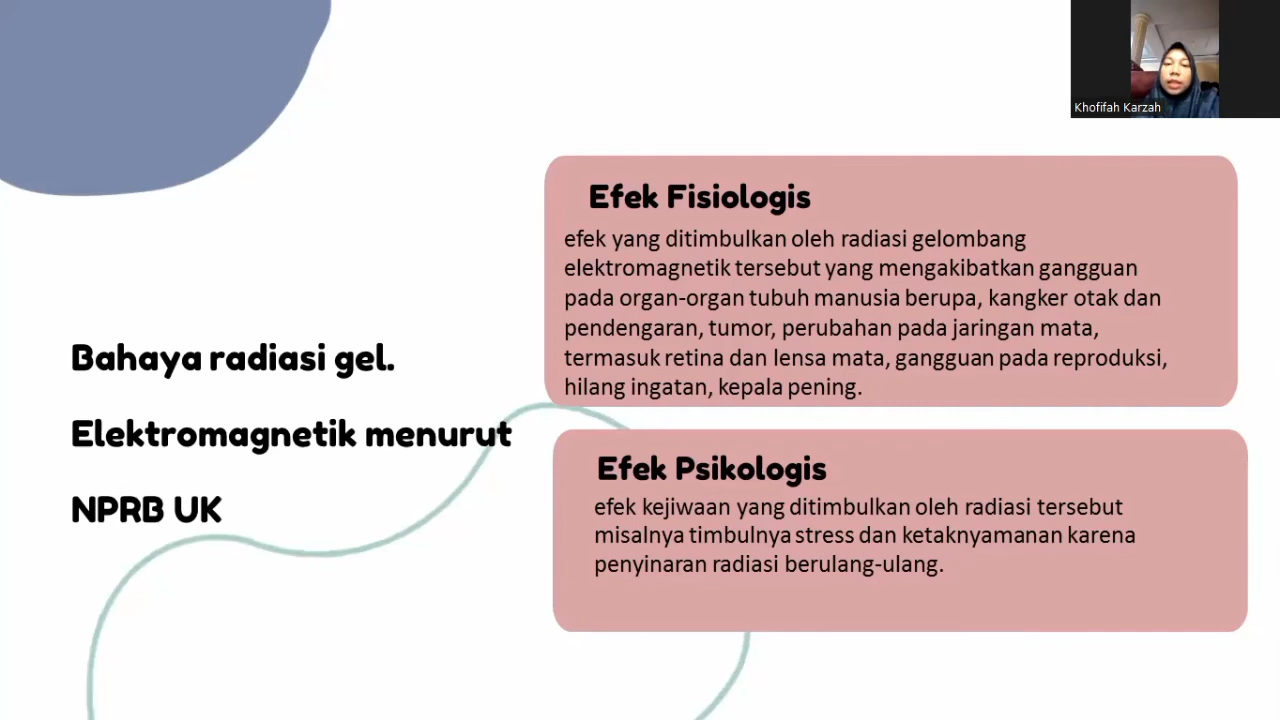 Khofifah Karzah
Bahaya radiasi gel.
Elektromagnetik menurut
NPRB UK
Efek Fisiologis
efek yang ditimbulkan oleh radiasi gelombang
elektromagnetik tersebut yang mengakibatkan gangguan
pada organ-organ tubuh manusia berupa, kangker otak dan
pendengaran, tumor, perubahan pada jaringan mata,
termasuk retina dan lensa mata, gangguan pada reproduksi,
hilang ingatan, kepala pening.
Efek Psikologis
efek kejiwaan yang ditimbulkan oleh radiasi tersebut
misalnya timbulnya stress dan ketaknyamanan karena
penyinaran radiasi berulang-ulang.